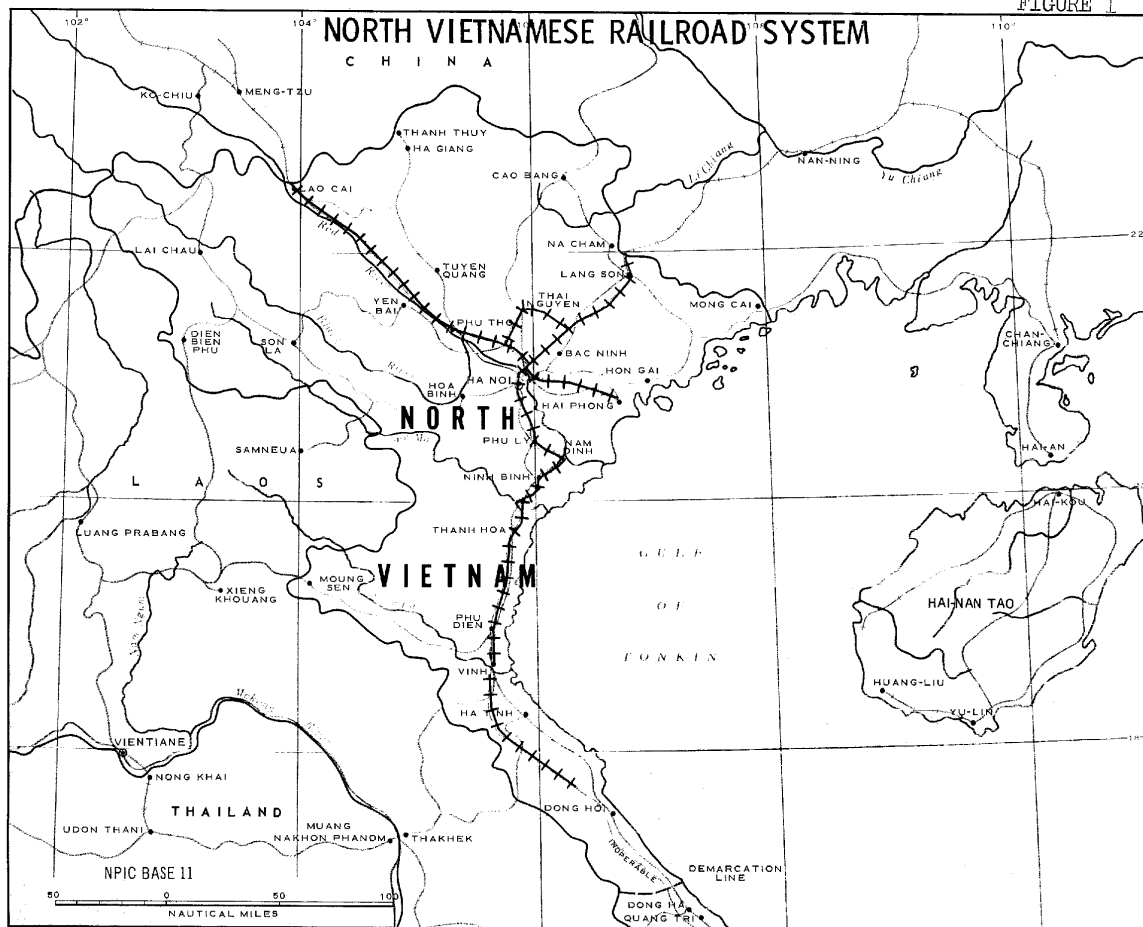 FIGURE 1
NORTH VIETNAMESE RAILROAD SYSTEM
102°
104°
110°
CHINA
KO-CHIU
MENG-TZU
THANH THUY
HA GIANG
CAO BANG
Li Chiang
NAN-NING
Yu Chiang
LAO CAI
Red
LAI CHAU
NA CHAM
22
TUYEN
QUANG
LANG SON
YEN
BAI
THAI
NGUYEN
MONG CAI
PHU THO
DIEN
BIEN
PHU
SON
LA
BAC NINH
CHAN-
CHIANG
HOA
BINH
HA NOI
HON GAI
HAI PHONG
NORTH
PHU LY
NAM
DINH
HAI-AN
SAMNEUA
NINH BINH
LAOS
HAI-KOU
LUANG PRABANG
THANH HOA
GULF
VIETNAM
MOUNG
SEN
XIENG
KHOUANG
OF
HAI-NAN TAO
PHU
DIEN
TONKIN
VINH
HUANG-LIU
HA TINH
YU-LIN
VIENTIANE
18
NONG KHAI
THAILAND
DONG HOI
UDON THANI
MUANG
NAKHON PHANOM
THAKHEK
INOPERABLE
DEMARCATION
LINE
NPIC BASE 11
50 0 50 100
NAUTICAL MILES
DONG HA
QUANG TRI